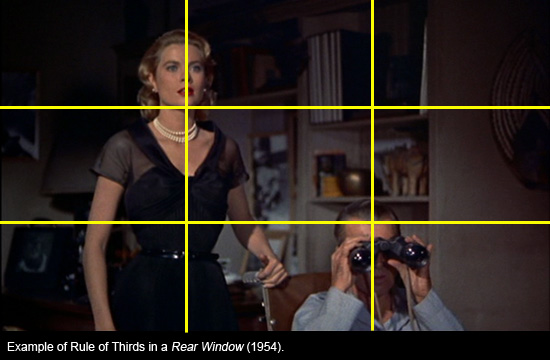 Example of Rule of Thirds in a Rear Window (1954).